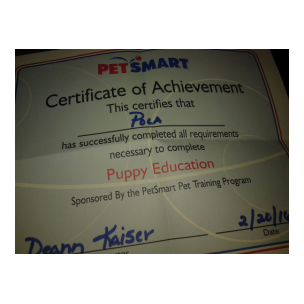 PETSMART
Certificate of Achievement
This certifies that
has successfully completed all requirements
necessary to complete
Puppy Education
Sponsored By the PetSmart Pet Training Program
Deann Kaiser
Date